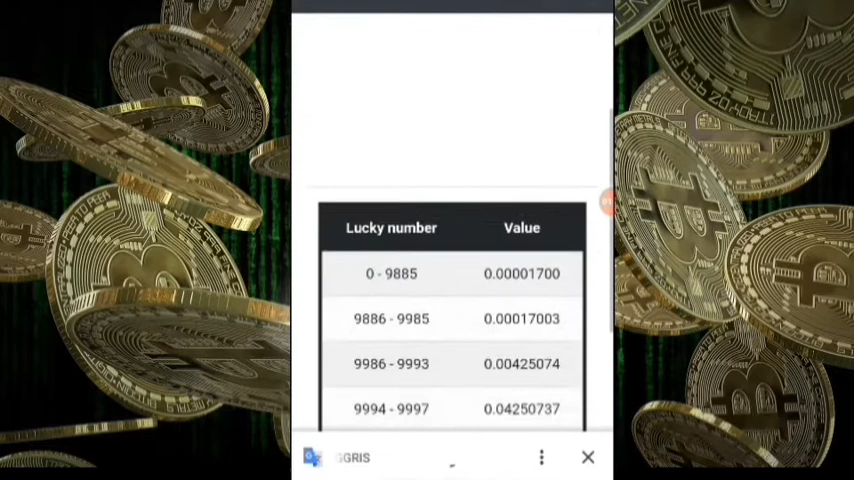 Lucky number Value
0 - 9885 0.00001700
9886 - 9985 0.00017003
9986 - 9993 0.00425074
9994 - 9997 0.04250737
GGRIS